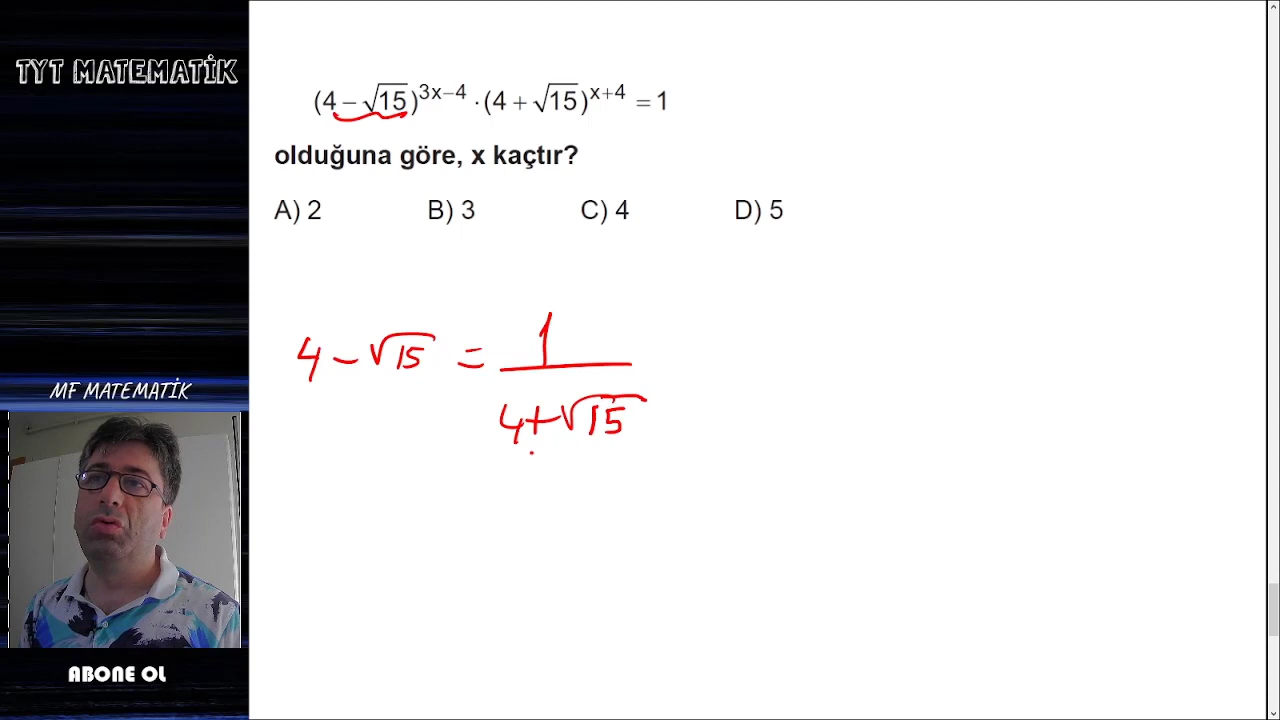 TYT MATEMATİK
(4 − √15)^{3x−4} · (4 + √15)^{x+4} = 1
olduğuna göre, x kaçtır?
A) 2 B) 3 C) 4 D) 5
4 − √15 = 1 / (4 + √15)
MF MATEMATİK
ABONE OL